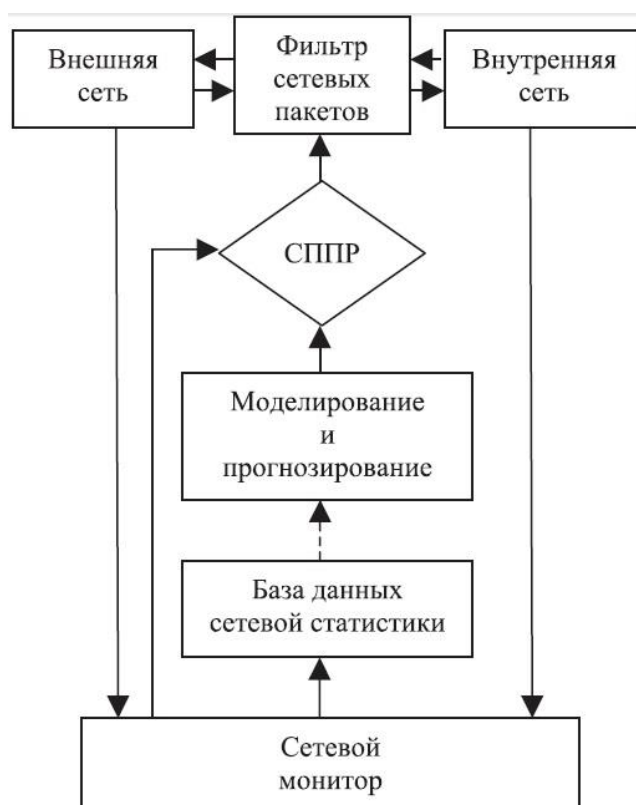 Внешняя
сеть
Фильтр
сетевых
пакетов
Внутренняя
сеть
СППР
Моделирование
и
прогнозирование
База данных
сетевой статистики
Сетевой
монитор